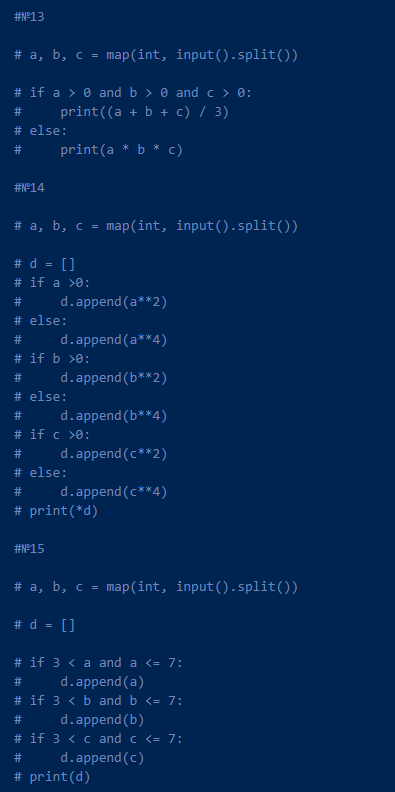 #№13
# a, b, c = map(int, input().split())
# if a > 0 and b > 0 and c > 0:
#     print((a + b + c) / 3)
# else:
#     print(a * b * c)
#№14
# a, b, c = map(int, input().split())
# d = []
# if a >0:
#     d.append(a**2)
# else:
#     d.append(a**4)
# if b >0:
#     d.append(b**2)
# else:
#     d.append(b**4)
# if c >0:
#     d.append(c**2)
# else:
#     d.append(c**4)
# print(*d)
#№15
# a, b, c = map(int, input().split())
# d = []
# if 3 < a and a <= 7:
#     d.append(a)
# if 3 < b and b <= 7:
#     d.append(b)
# if 3 < c and c <= 7:
#     d.append(c)
# print(d)